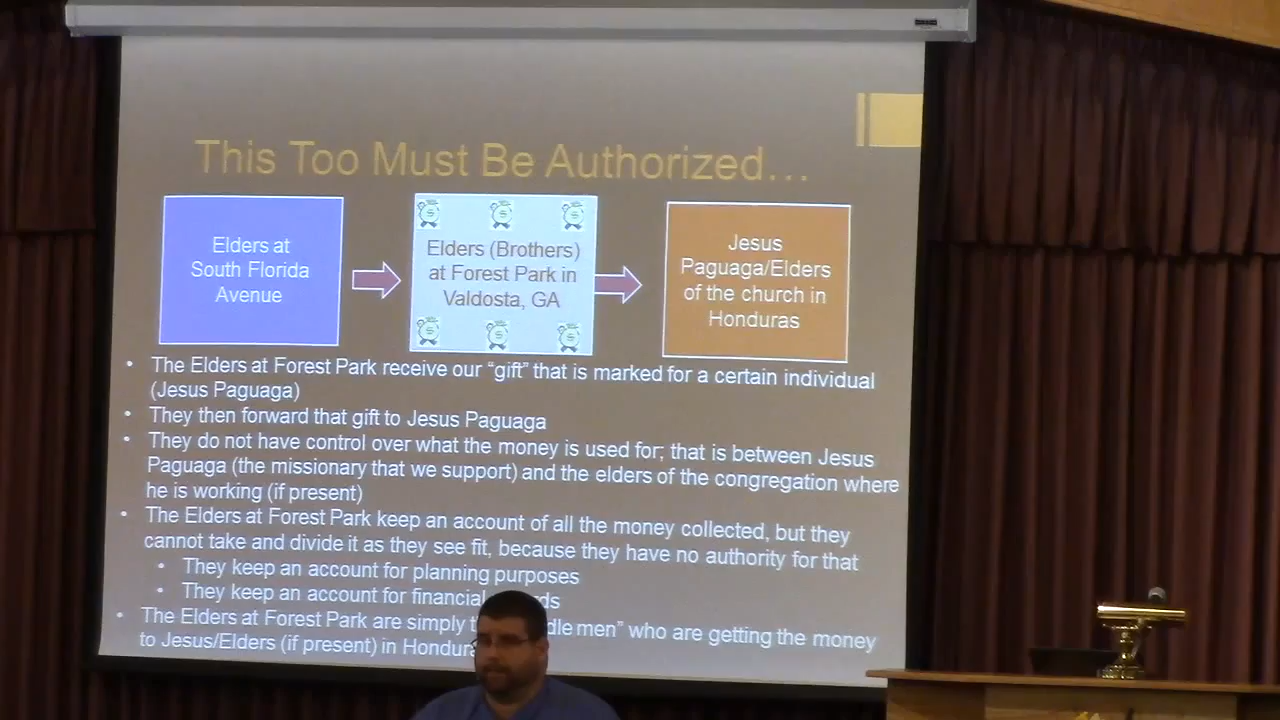 This Too Must Be Authorized...
Elders at
South Florida
Avenue
Elders (Brothers)
at Forest Park in
Valdosta, GA
Jesus
Paguaga/Elders
of the church in
Honduras
• The Elders at Forest Park receive our “gift” that is marked for a certain individual
(Jesus Paguaga)
• They then forward that gift to Jesus Paguaga
• They do not have control over what the money is used for; that is between Jesus
Paguaga (the missionary that we support) and the elders of the congregation where
he is working (if present)
• The Elders at Forest Park keep an account of all the money collected, but they
cannot take and divide it as they see fit, because they have no authority for that
• They keep an account for planning purposes
• They keep an account for financial
• The Elders at Forest Park are simply men” who are getting the money
to Jesus/Elders (if present) in